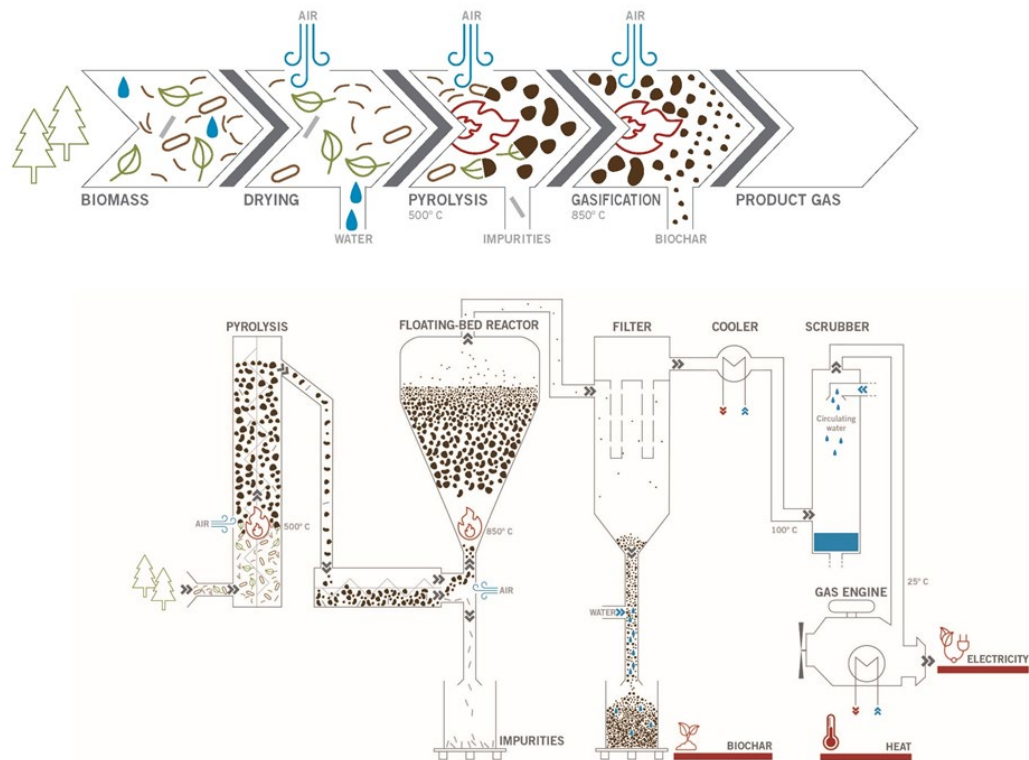 AIR
AIR
AIR
BIOMASS
DRYING
PYROLYSIS
500° C
GASIFICATION
850° C
PRODUCT GAS
WATER
IMPURITIES
BIOCHAR
PYROLYSIS
FLOATING-BED REACTOR
FILTER
COOLER
SCRUBBER
Circulating
water
AIR
500° C
850° C
100° C
AIR
WATER
25° C
GAS ENGINE
ELECTRICITY
IMPURITIES
BIOCHAR
HEAT